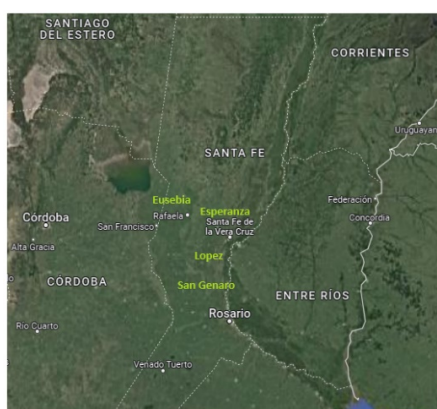 SANTIAGO
DEL ESTERO
CORRIENTES
Uruguayan
SANTA FE
Eusebia
Esperanza
Federación
Rafaela
Santa Fe de
la Vera Cruz
Córdoba
San Francisco
Concordia
Alta Gracia
Lopez
CÓRDOBA
San Genaro
ENTRE RÍOS
Rosario
Río Cuarto
Venado Tuerto